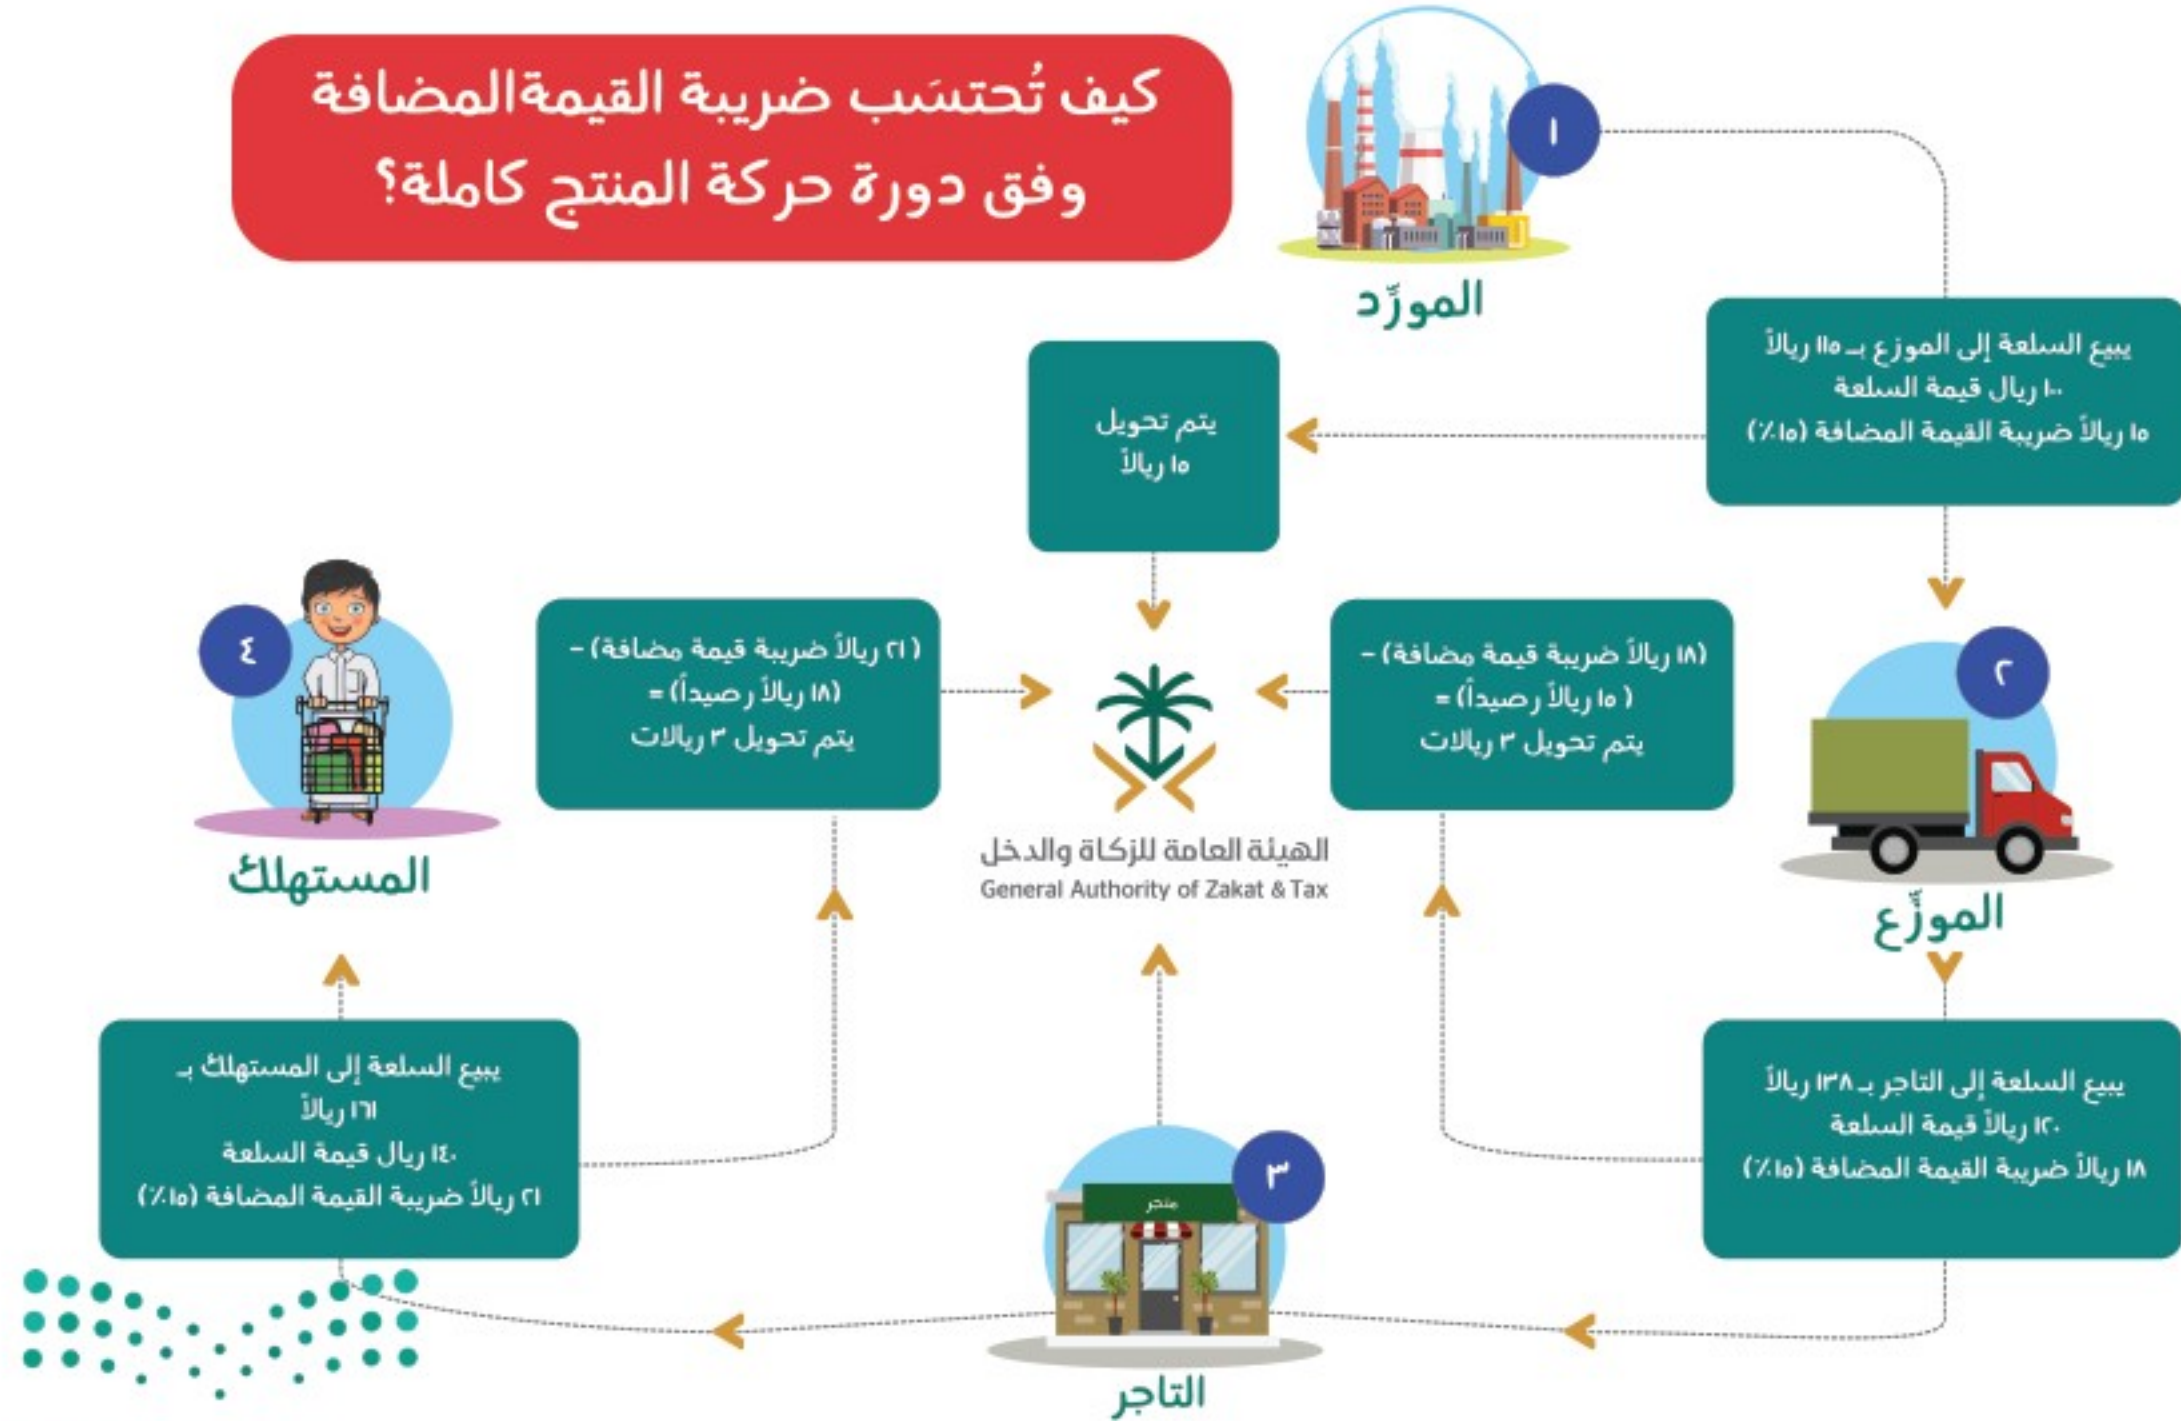 كيف تُحتسَب ضريبة القيمة المضافة
وفق دورة حركة المنتج كاملة؟
١
المورِّد
يبيع السلعة إلى الموزع بـ ١١٥ ريالاً
١٠٠ ريال قيمة السلعة
١٥ ريالاً ضريبة القيمة المضافة (١٥٪)
يتم تحويل
١٥ ريالاً
٢
الموزِّع
(١٨ ريالاً ضريبة قيمة مضافة) -
( ١٥ ريالاً رصيداً) =
يتم تحويل ٣ ريالات
الهيئة العامة للزكاة والدخل
General Authority of Zakat & Tax
( ٢١ ريالاً ضريبة قيمة مضافة) -
(١٨ ريالاً رصيداً) =
يتم تحويل ٣ ريالات
٤
المستهلك
يبيع السلعة إلى التاجر بـ ١٣٨ ريالاً
١٢٠ ريالاً قيمة السلعة
١٨ ريالاً ضريبة القيمة المضافة (١٥٪)
٣
متجر
التاجر
يبيع السلعة إلى المستهلك بـ
١٦١ ريالاً
١٤٠ ريال قيمة السلعة
٢١ ريالاً ضريبة القيمة المضافة (١٥٪)